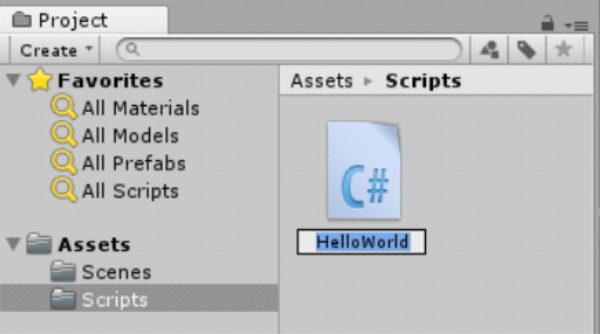 Project
Create
Favorites
All Materials
All Models
All Prefabs
All Scripts
Assets
Scenes
Scripts
Assets ▸ Scripts
C#
HelloWorld